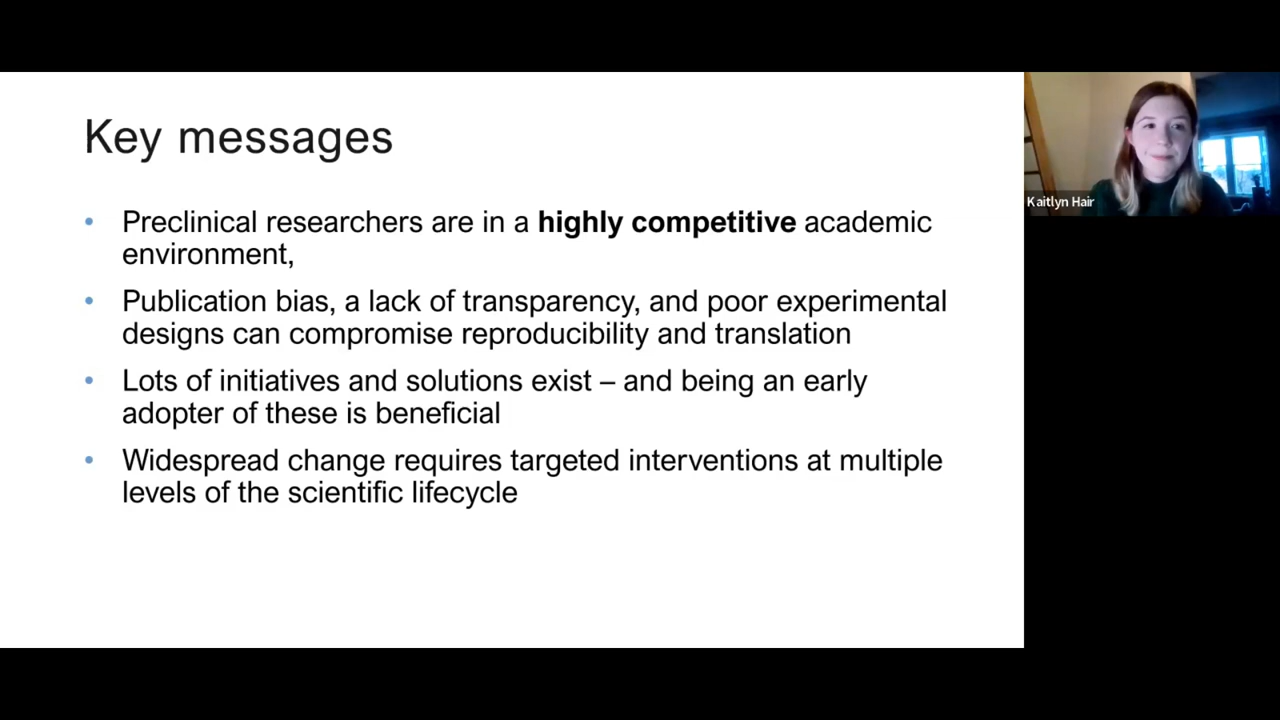 Key messages
• Preclinical researchers are in a highly competitive academic
environment,
• Publication bias, a lack of transparency, and poor experimental
designs can compromise reproducibility and translation
• Lots of initiatives and solutions exist – and being an early
adopter of these is beneficial
• Widespread change requires targeted interventions at multiple
levels of the scientific lifecycle
Kaitlyn Hair